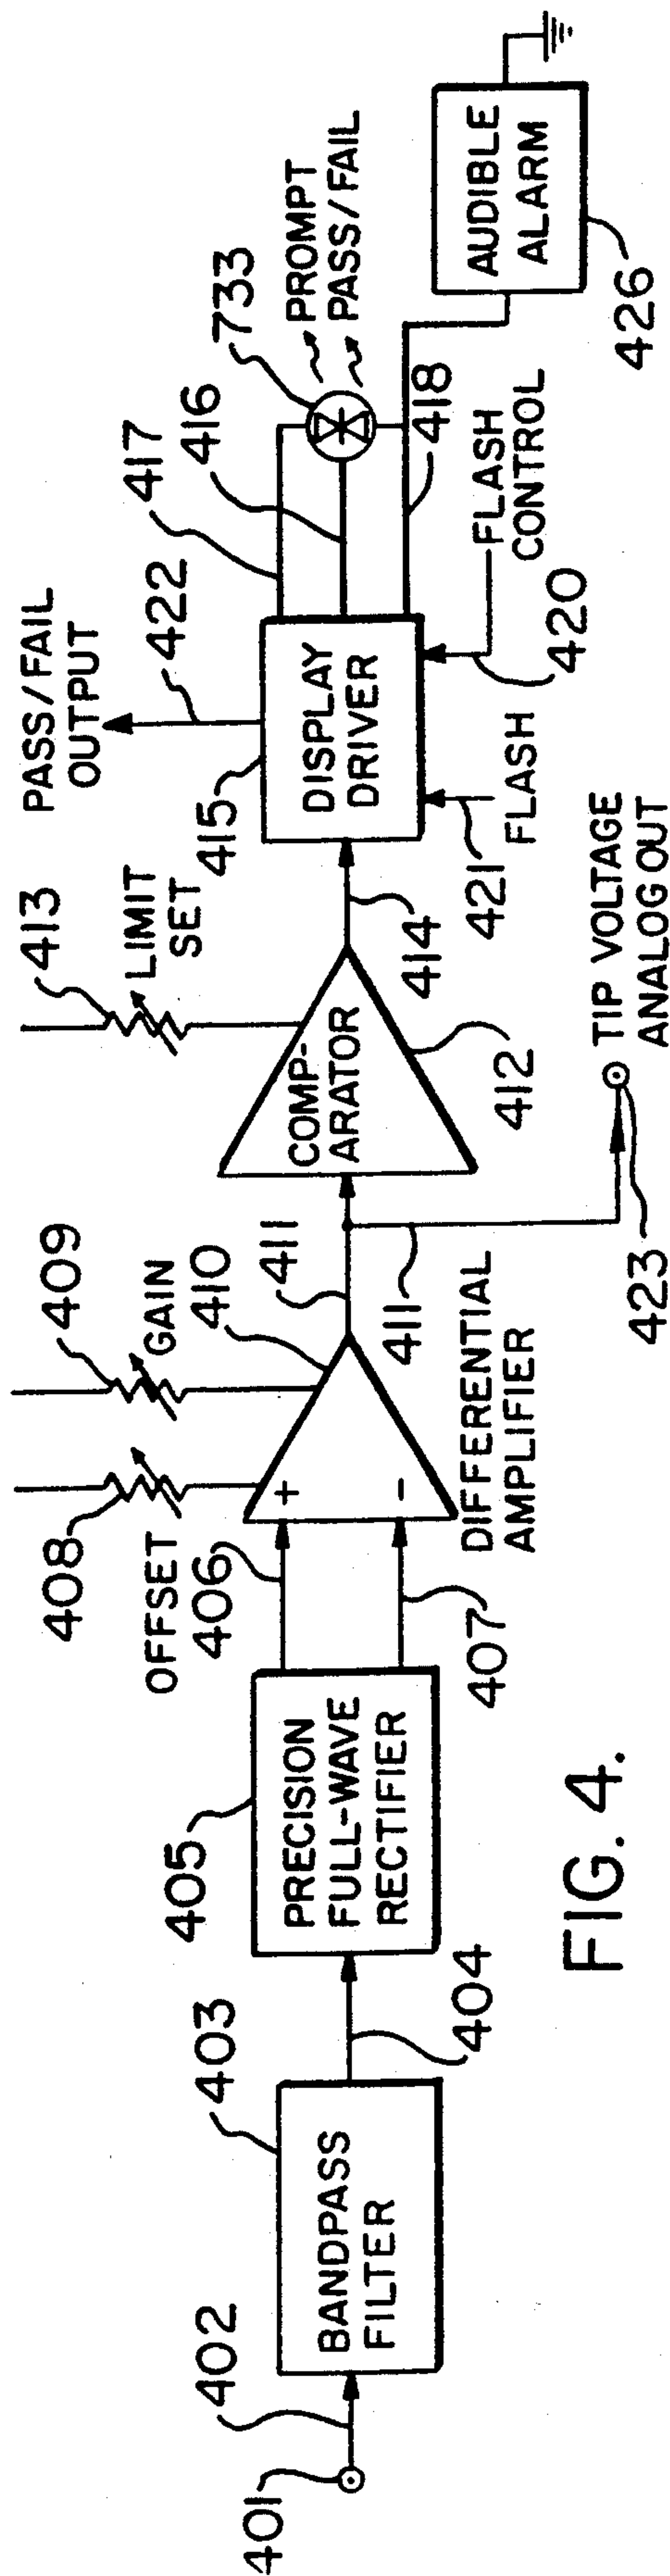 401
402
BANDPASS
FILTER
403
404
PRECISION
FULL-WAVE
RECTIFIER
405
406
407
OFFSET
408
409
GAIN
410
+
-
DIFFERENTIAL
AMPLIFIER
411
411
423
TIP VOLTAGE
ANALOG OUT
COMP-
ARATOR
412
413
LIMIT
SET
414
415
DISPLAY
DRIVER
PASS/FAIL
OUTPUT
422
421
FLASH
420
FLASH
CONTROL
417
416
418
733
PROMPT
PASS/FAIL
AUDIBLE
ALARM
426
FIG. 4.